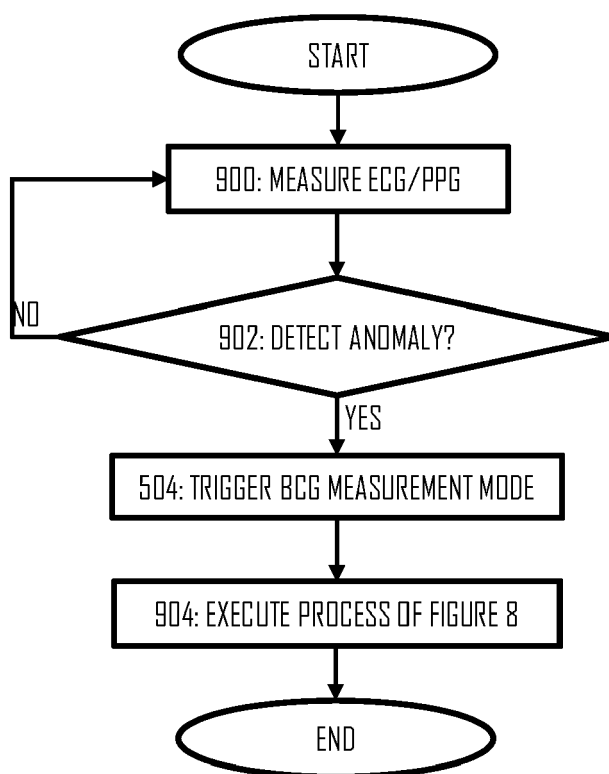 START
900: MEASURE ECG/PPG
902: DETECT ANOMALY?
NO
YES
504: TRIGGER BCG MEASUREMENT MODE
904: EXECUTE PROCESS OF FIGURE 8
END